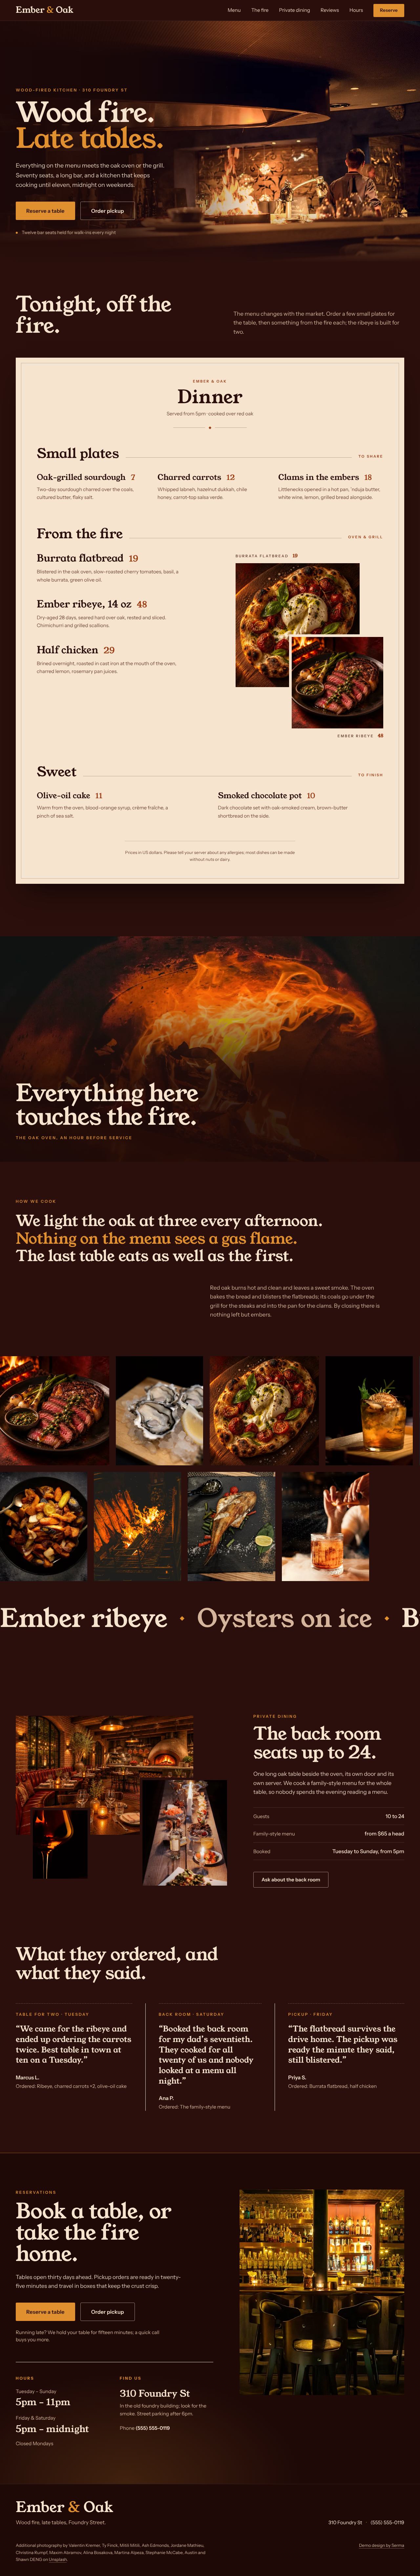 Ember & Oak
Menu
The fire
Private dining
Reviews
Hours
Reserve
WOOD-FIRED KITCHEN · 310 FOUNDRY ST
Wood fire.
Late tables.
Everything on the menu meets the oak oven or the grill.
Seventy seats, a long bar, and a kitchen that keeps
cooking until eleven, midnight on weekends.
Reserve a table
Order pickup
Twelve bar seats held for walk-ins every night
Tonight, off the
fire.
The menu changes with the market. Order a few small plates for
the table, then something from the fire each; the ribeye is built for
two.
EMBER & OAK
Dinner
Served from 5pm · cooked over red oak
Small plates
TO SHARE
Oak-grilled sourdough 7
Two-day sourdough charred over the coals,
cultured butter, flaky salt.
Charred carrots 12
Whipped labneh, hazelnut dukkah, chile
honey, carrot-top salsa verde.
Clams in the embers 18
Littlenecks opened in a hot pan, 'nduja butter,
white wine, lemon, grilled bread alongside.
From the fire
OVEN & GRILL
Burrata flatbread 19
Blistered in the oak oven, slow-roasted cherry tomatoes, basil, a
whole burrata, green olive oil.
Ember ribeye, 14 oz 48
Dry-aged 28 days, seared hard over oak, rested and sliced.
Chimichurri and grilled scallions.
Half chicken 29
Brined overnight, roasted in cast iron at the mouth of the oven,
charred lemon, rosemary pan juices.
BURRATA FLATBREAD 19
EMBER RIBEYE 48
Sweet
TO FINISH
Olive-oil cake 11
Warm from the oven, blood-orange syrup, crème fraîche, a
pinch of sea salt.
Smoked chocolate pot 10
Dark chocolate set with oak-smoked cream, brown-butter
shortbread on the side.
Prices in US dollars. Please tell your server about any allergies; most dishes can be made
without nuts or dairy.
Everything here
touches the fire.
THE OAK OVEN, AN HOUR BEFORE SERVICE
HOW WE COOK
We light the oak at three every afternoon.
Nothing on the menu sees a gas flame.
The last table eats as well as the first.
Red oak burns hot and clean and leaves a sweet smoke. The oven
bakes the bread and blisters the flatbreads; its coals go under the
grill for the steaks and into the pan for the clams. By closing there is
nothing left but embers.
Ember ribeye
Oysters on ice
B
PRIVATE DINING
The back room
seats up to 24.
One long oak table beside the oven, its own door and its
own server. We cook a family-style menu for the whole
table, so nobody spends the evening reading a menu.
Guests
10 to 24
Family-style menu
from $65 a head
Booked
Tuesday to Sunday, from 5pm
Ask about the back room
What they ordered, and
what they said.
TABLE FOR TWO · TUESDAY
“We came for the ribeye and
ended up ordering the carrots
twice. Best table in town at
ten on a Tuesday.”
Marcus L.
Ordered: Ribeye, charred carrots ×2, olive-oil cake
BACK ROOM · SATURDAY
“Booked the back room
for my dad’s seventieth.
They cooked for all
twenty of us and nobody
looked at a menu all
night.”
Ana P.
Ordered: The family-style menu
PICKUP · FRIDAY
“The flatbread survives the
drive home. The pickup was
ready the minute they said,
still blistered.”
Priya S.
Ordered: Burrata flatbread, half chicken
RESERVATIONS
Book a table, or
take the fire
home.
Tables open thirty days ahead. Pickup orders are ready in twenty-
five minutes and travel in boxes that keep the crust crisp.
Reserve a table
Order pickup
Running late? We hold your table for fifteen minutes; a quick call
buys you more.
HOURS
Tuesday – Sunday
5pm – 11pm
Friday & Saturday
5pm – midnight
Closed Mondays
FIND US
310 Foundry St
In the old foundry building; look for the
smoke. Street parking after 6pm.
Phone (555) 555-0119
Ember & Oak
Wood fire, late tables, Foundry Street.
310 Foundry St · (555) 555-0119
Additional photography by Valentin Kremer, Ty Finck, MIGI MIGI, Ash Edmonds, Jordane Mathieu,
Christina Rumpf, Maxim Abramov, Alina Bosakova, Martina Alpeza, Stephanie McCabe, Austin and
Shawn DENG on Unsplash.
Demo design by Serina